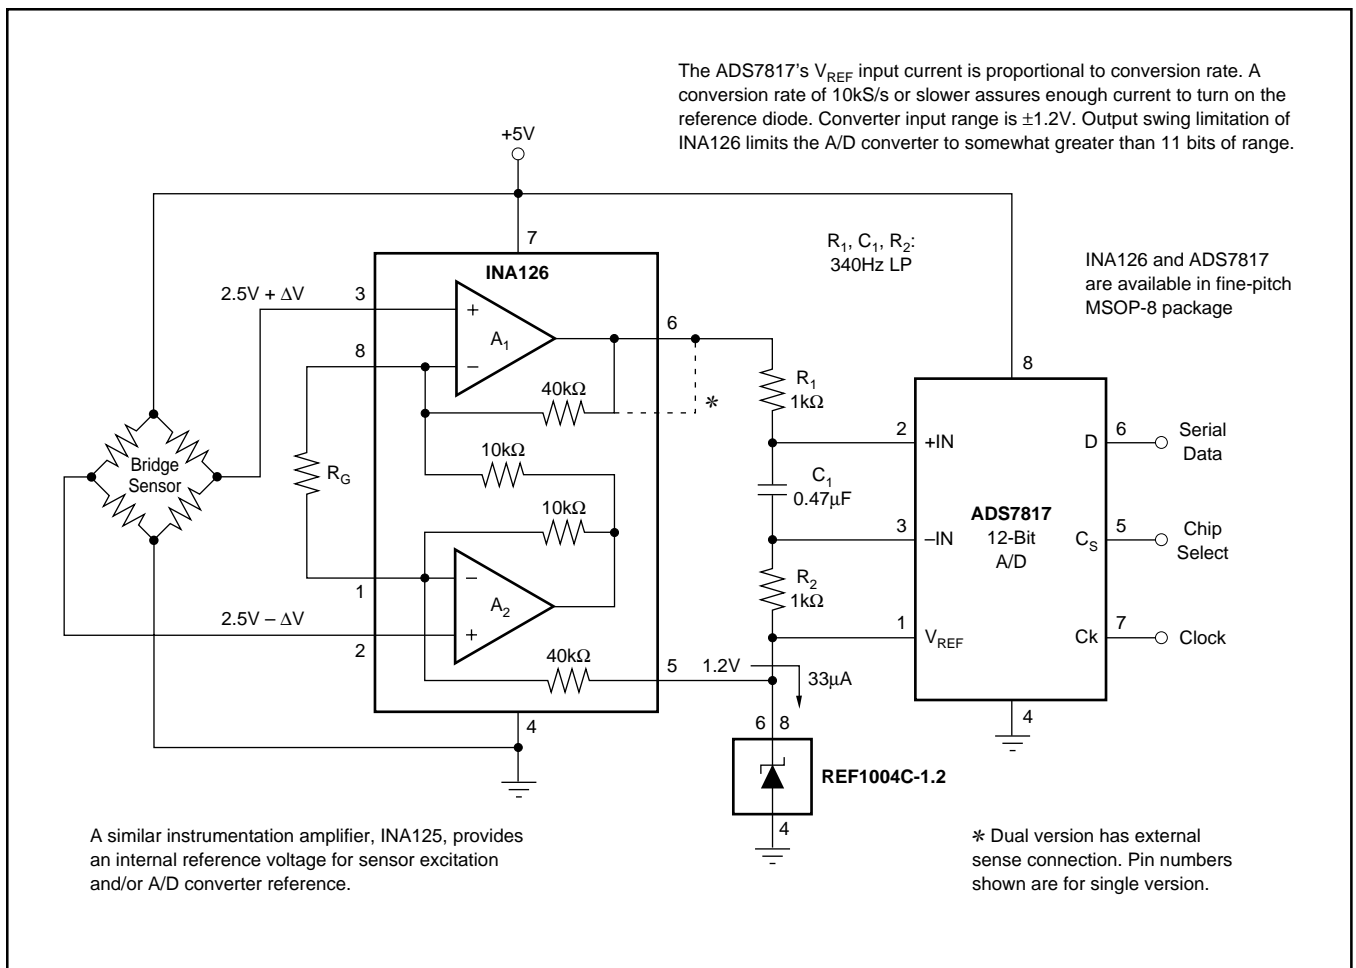 The ADS7817's VREF input current is proportional to conversion rate. A
conversion rate of 10kS/s or slower assures enough current to turn on the
reference diode. Converter input range is ±1.2V. Output swing limitation of
INA126 limits the A/D converter to somewhat greater than 11 bits of range.
+5V
7
R1, C1, R2:
340Hz LP
INA126 and ADS7817
are available in fine-pitch
MSOP-8 package
INA126
2.5V + ΔV
3
+
A1
6
8
–
8
40kΩ
*
R1
1kΩ
2
+IN
D
6
Serial
Data
10kΩ
Bridge
Sensor
RG
C1
0.47µF
10kΩ
ADS7817
12-Bit
A/D
3
–IN
CS
5
Chip
Select
–
1
A2
R2
1kΩ
2.5V – ΔV
2
+
1
VREF
Ck
7
Clock
40kΩ
5
1.2V
33µA
4
4
6 8
REF1004C-1.2
4
A similar instrumentation amplifier, INA125, provides
an internal reference voltage for sensor excitation
and/or A/D converter reference.
* Dual version has external
sense connection. Pin numbers
shown are for single version.